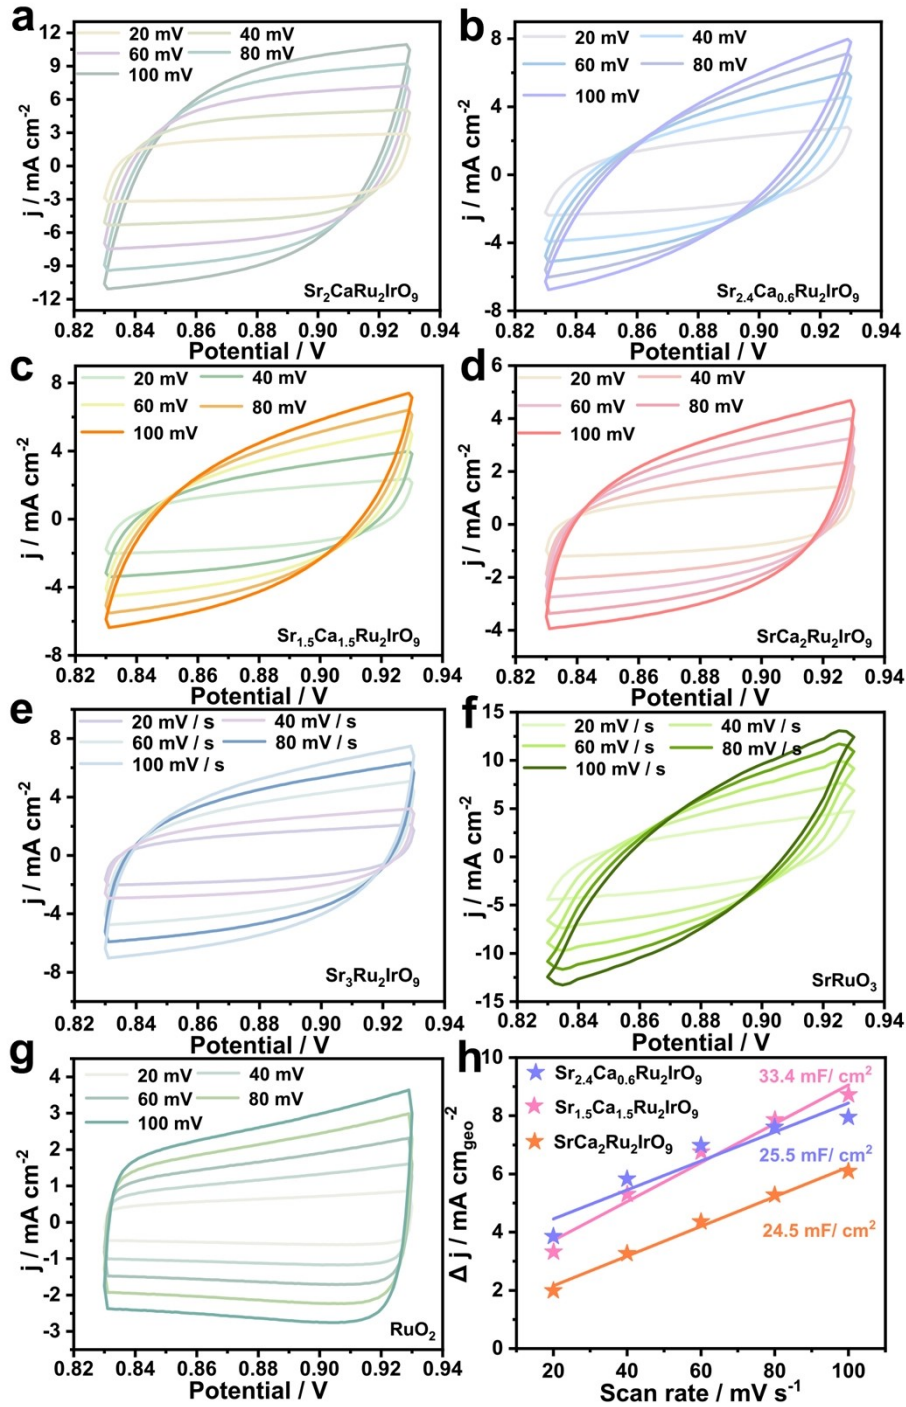 a
20 mV 40 mV
60 mV 80 mV
100 mV
12
9
6
3
0
-3
-6
-9
-12
j / mA cm⁻²
Sr₂CaRu₂IrO₉
0.82 0.84 0.86 0.88 0.90 0.92 0.94
Potential / V
b
20 mV 40 mV
60 mV 80 mV
100 mV
8
4
0
-4
-8
j / mA cm⁻²
Sr₂.₄Ca₀.₆Ru₂IrO₉
0.82 0.84 0.86 0.88 0.90 0.92 0.94
Potential / V
c
20 mV 40 mV
60 mV 80 mV
100 mV
8
4
0
-4
-8
j / mA cm⁻²
Sr₁.₅Ca₁.₅Ru₂IrO₉
0.82 0.84 0.86 0.88 0.90 0.92 0.94
Potential / V
d
20 mV 40 mV
60 mV 80 mV
100 mV
6
4
2
0
-2
-4
j / mA cm⁻²
SrCa₂Ru₂IrO₉
0.82 0.84 0.86 0.88 0.90 0.92 0.94
Potential / V
e
20 mV / s 40 mV / s
60 mV / s 80 mV / s
100 mV / s
8
4
0
-4
-8
j / mA cm⁻²
Sr₃Ru₂IrO₉
0.82 0.84 0.86 0.88 0.90 0.92 0.94
Potential / V
f
20 mV / s 40 mV / s
60 mV / s 80 mV / s
100 mV / s
15
10
5
0
-5
-10
-15
j / mA cm⁻²
SrRuO₃
0.82 0.84 0.86 0.88 0.90 0.92 0.94
Potential / V
g
20 mV 40 mV
60 mV 80 mV
100 mV
4
3
2
1
0
-1
-2
-3
j / mA cm⁻²
RuO₂
0.82 0.84 0.86 0.88 0.90 0.92 0.94
Potential / V
h
Sr₂.₄Ca₀.₆Ru₂IrO₉
Sr₁.₅Ca₁.₅Ru₂IrO₉
SrCa₂Ru₂IrO₉
33.4 mF/ cm²
25.5 mF/ cm²
24.5 mF/ cm²
10
8
6
4
2
0
Δ j / mA cm_geo⁻²
20 40 60 80 100
Scan rate / mV s⁻¹